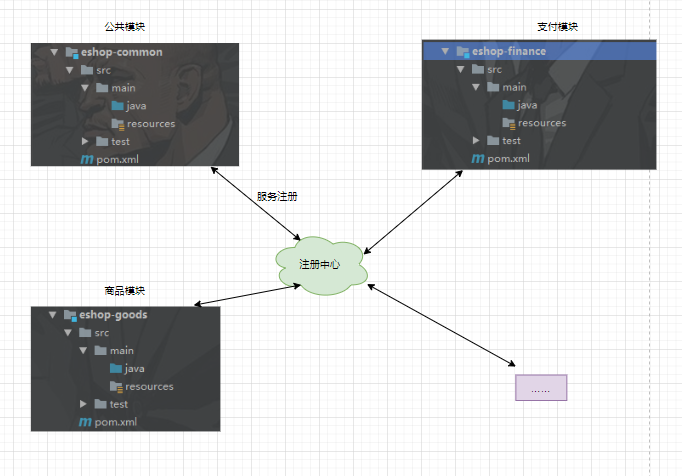 公共模块
eshop-common
src
main
java
resources
test
pom.xml
支付模块
eshop-finance
src
main
java
resources
test
pom.xml
服务注册
注册中心
商品模块
eshop-goods
src
main
java
resources
test
pom.xml
……